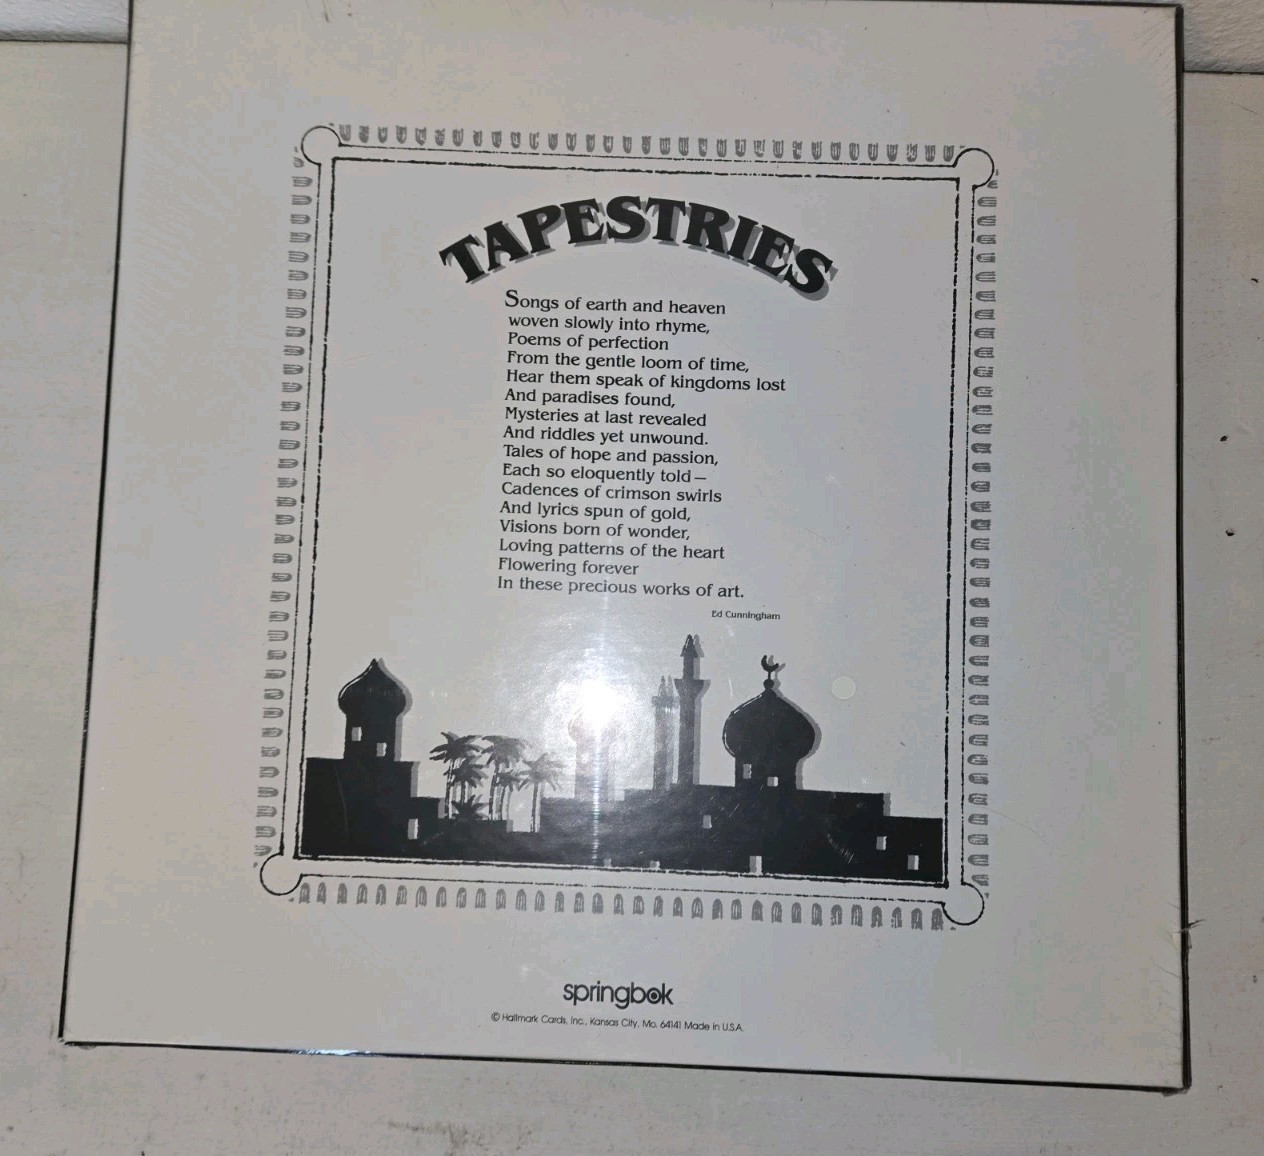 TAPESTRIES
Songs of earth and heaven
woven slowly into rhyme,
Poems of perfection
From the gentle loom of time,
Hear them speak of kingdoms lost
And paradises found,
Mysteries at last revealed
And riddles yet unwound.
Tales of hope and passion,
Each so eloquently told—
Cadences of crimson swirls
And lyrics spun of gold,
Visions born of wonder,
Loving patterns of the heart
Flowering forever
In these precious works of art.
Ed Cunningham
springbok
© Hallmark Cards, Inc., Kansas City, Mo. 64141 Made in U.S.A.